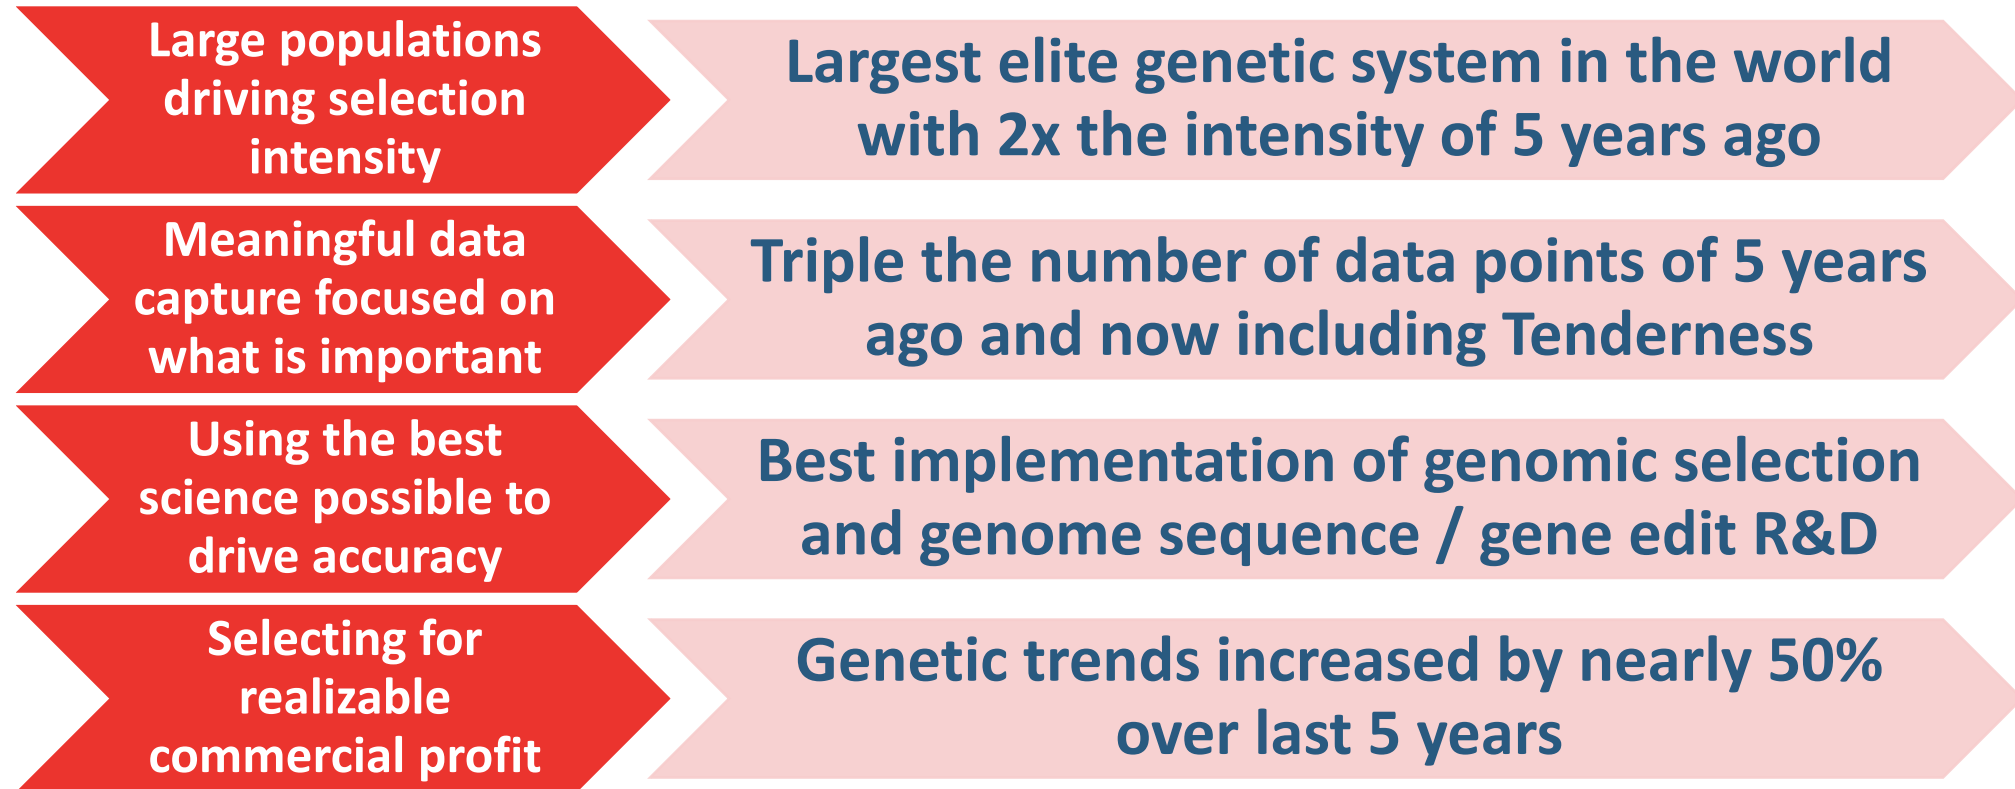 Large populations
driving selection
intensity
Largest elite genetic system in the world
with 2x the intensity of 5 years ago
Meaningful data
capture focused on
what is important
Triple the number of data points of 5 years
ago and now including Tenderness
Using the best
science possible to
drive accuracy
Best implementation of genomic selection
and genome sequence / gene edit R&D
Selecting for
realizable
commercial profit
Genetic trends increased by nearly 50%
over last 5 years